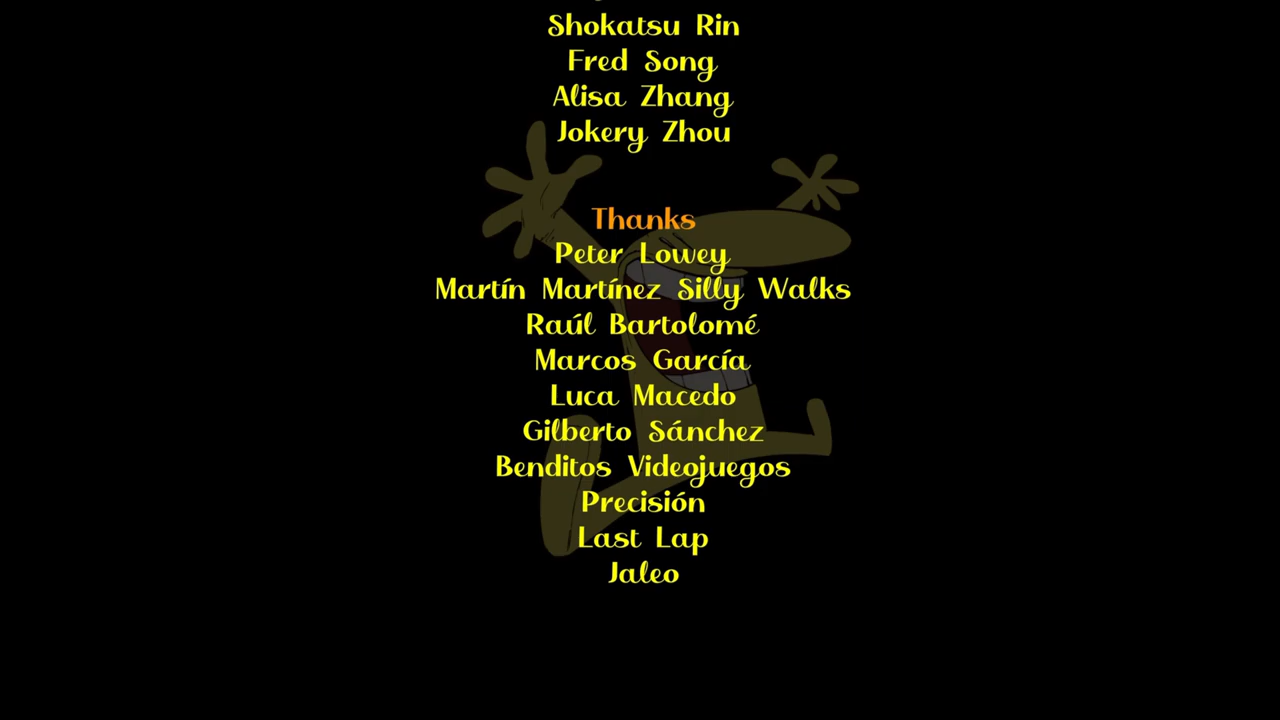 Shokatsu Rin
Fred Song
Alisa Zhang
Jokery Zhou
Thanks
Peter Lowey
Martín Martínez Silly Walks
Raúl Bartolomé
Marcos García
Luca Macedo
Gilberto Sánchez
Benditos Videojuegos
Precisión
Last Lap
Jaleo